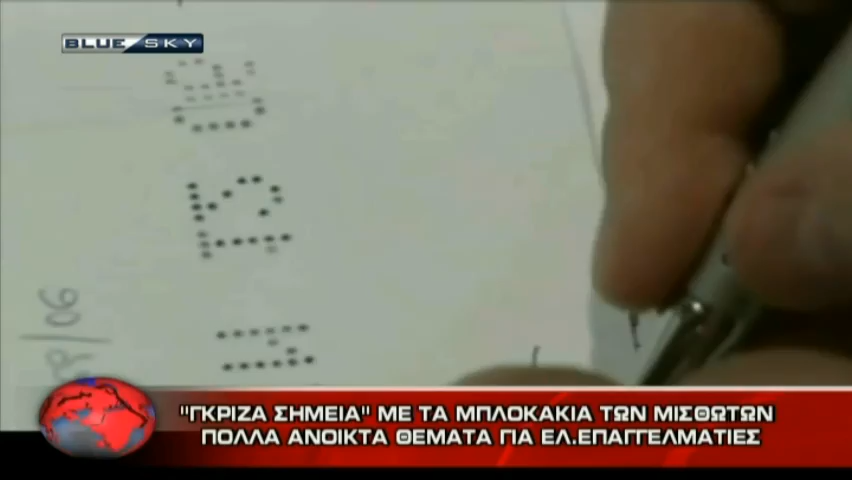 BLUE SKY
"ΓΚΡΙΖΑ ΣΗΜΕΙΑ" ΜΕ ΤΑ ΜΠΛΟΚΑΚΙΑ ΤΩΝ ΜΙΣΘΩΤΩΝ
ΠΟΛΛΑ ΑΝΟΙΚΤΑ ΘΕΜΑΤΑ ΓΙΑ ΕΛ.ΕΠΑΓΓΕΛΜΑΤΙΕΣ